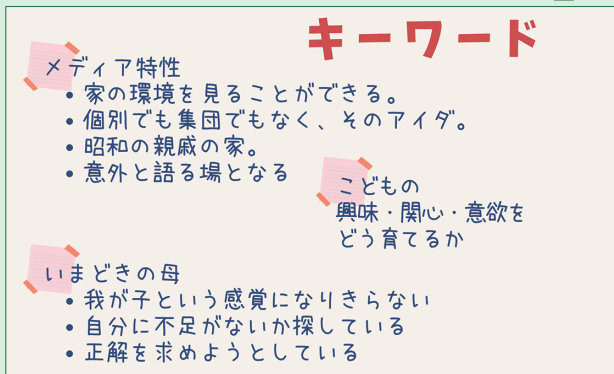 キーワード
メディア特性
• 家の環境を見ることができる。
• 個別でも集団でもなく、そのアイダ。
• 昭和の親戚の家。
• 意外と語る場となる
こどもの
興味・関心・意欲を
どう育てるか
いまどきの母
• 我が子という感覚になりきらない
• 自分に不足がないか探している
• 正解を求めようとしている